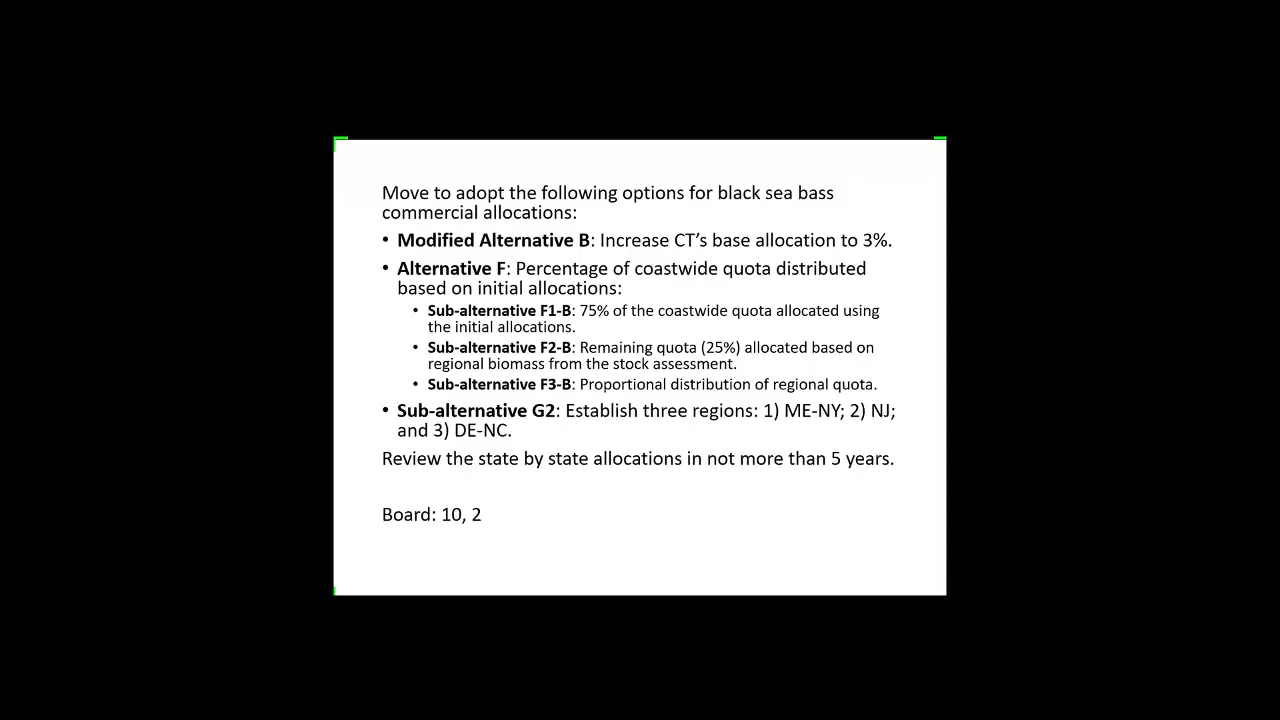 Move to adopt the following options for black sea bass
commercial allocations:
• Modified Alternative B: Increase CT’s base allocation to 3%.
• Alternative F: Percentage of coastwide quota distributed
based on initial allocations:
• Sub-alternative F1-B: 75% of the coastwide quota allocated using
the initial allocations.
• Sub-alternative F2-B: Remaining quota (25%) allocated based on
regional biomass from the stock assessment.
• Sub-alternative F3-B: Proportional distribution of regional quota.
• Sub-alternative G2: Establish three regions: 1) ME-NY; 2) NJ;
and 3) DE-NC.
Review the state by state allocations in not more than 5 years.
Board: 10, 2